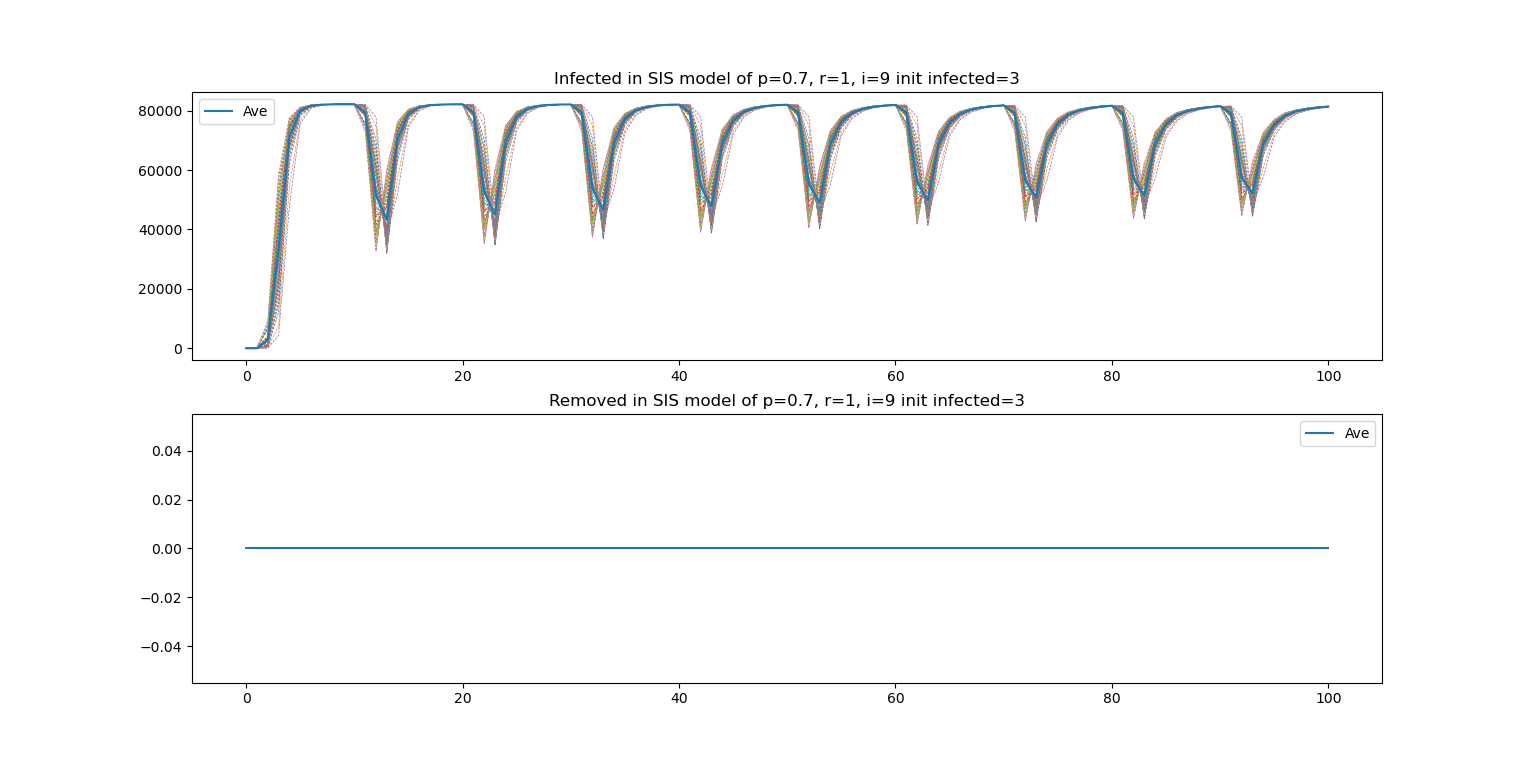 Infected in SIS model of p=0.7, r=1, i=9 init infected=3
Ave
80000
60000
40000
20000
0
0 20 40 60 80 100
Removed in SIS model of p=0.7, r=1, i=9 init infected=3
Ave
0.04
0.02
0.00
−0.02
−0.04
0 20 40 60 80 100